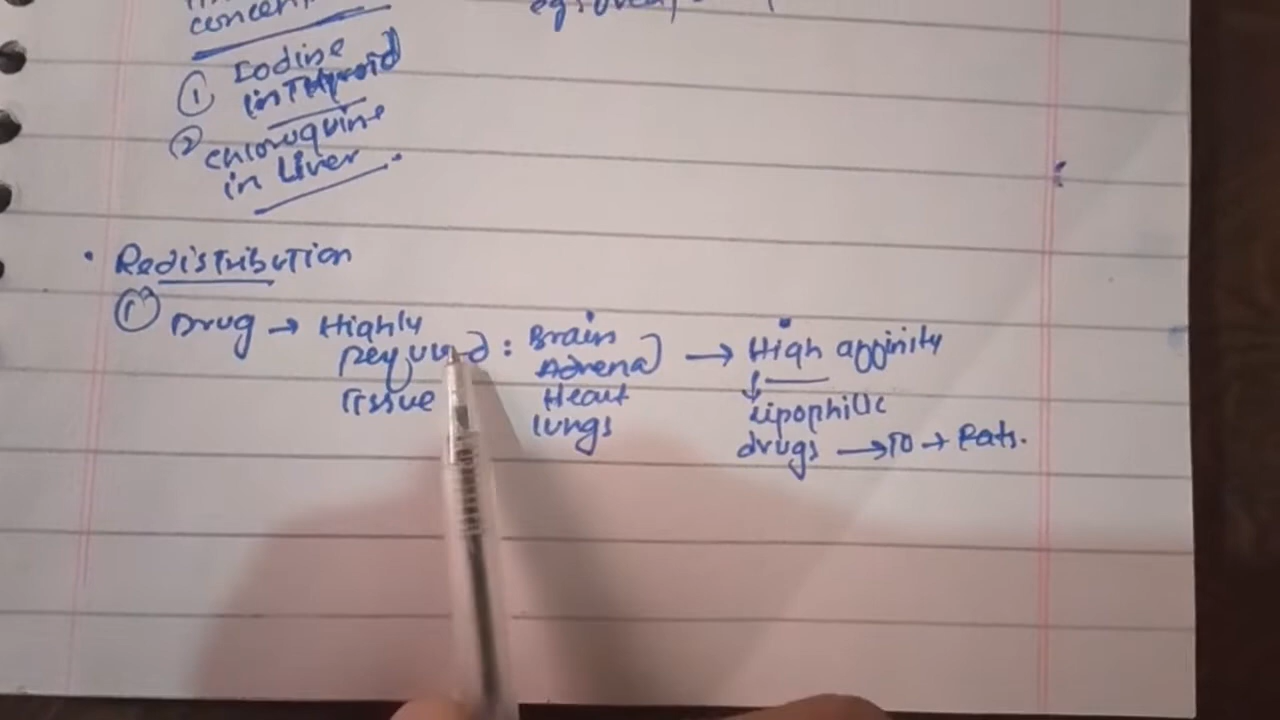 ① Iodine
in Thyroid
② chloroquine
in Liver.
• Redistribution
① Drug → Highly : Brain → High affinity
Adrenal
Tissue Heart lipophilic
lungs drugs → TO → Fats.